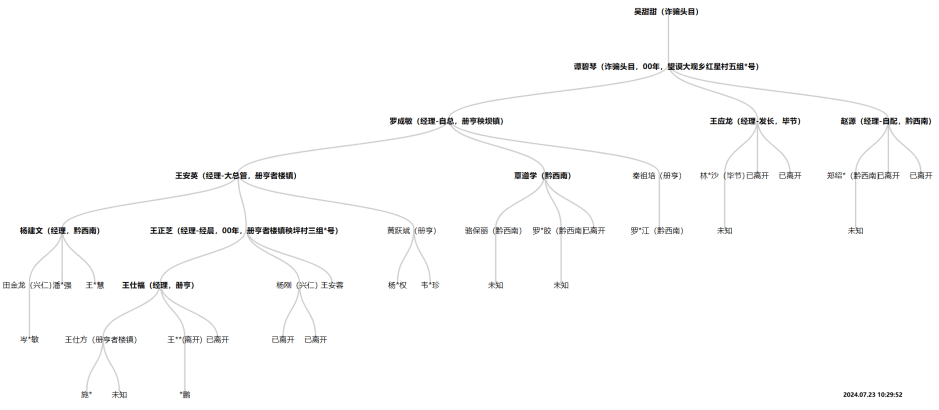 吴甜甜（诈骗头目）
谭碧琴（诈骗头目，00年，望谟大观乡红星村五组*号）
罗成敏（经理-自总，册亨秧坝镇）
王应龙（经理-发长，毕节）
赵源（经理-自配，黔西南）
王安英（经理-大总管，册亨者楼镇）
覃道学（黔西南）
秦祖培（册亨）
林*沙（毕节）
已离开
已离开
郑绍*（黔西南）
已离开
已离开
杨建文（经理，黔西南）
王正芝（经理-经晨，00年，册亨者楼镇秧坪村三组*号）
黄跃斌（册亨）
骆保丽（黔西南）
罗*胶（黔西南）
已离开
罗*江（黔西南）
未知
未知
田金龙（兴仁）
潘*强
王*慧
王仕福（经理，册亨）
杨刚（兴仁）
王安蓉
杨*权
韦*珍
未知
未知
岑*敏
王仕方（册亨者楼镇）
王**(离开)
已离开
已离开
已离开
施*
未知
*鹏
2024.07.23 10:29:52